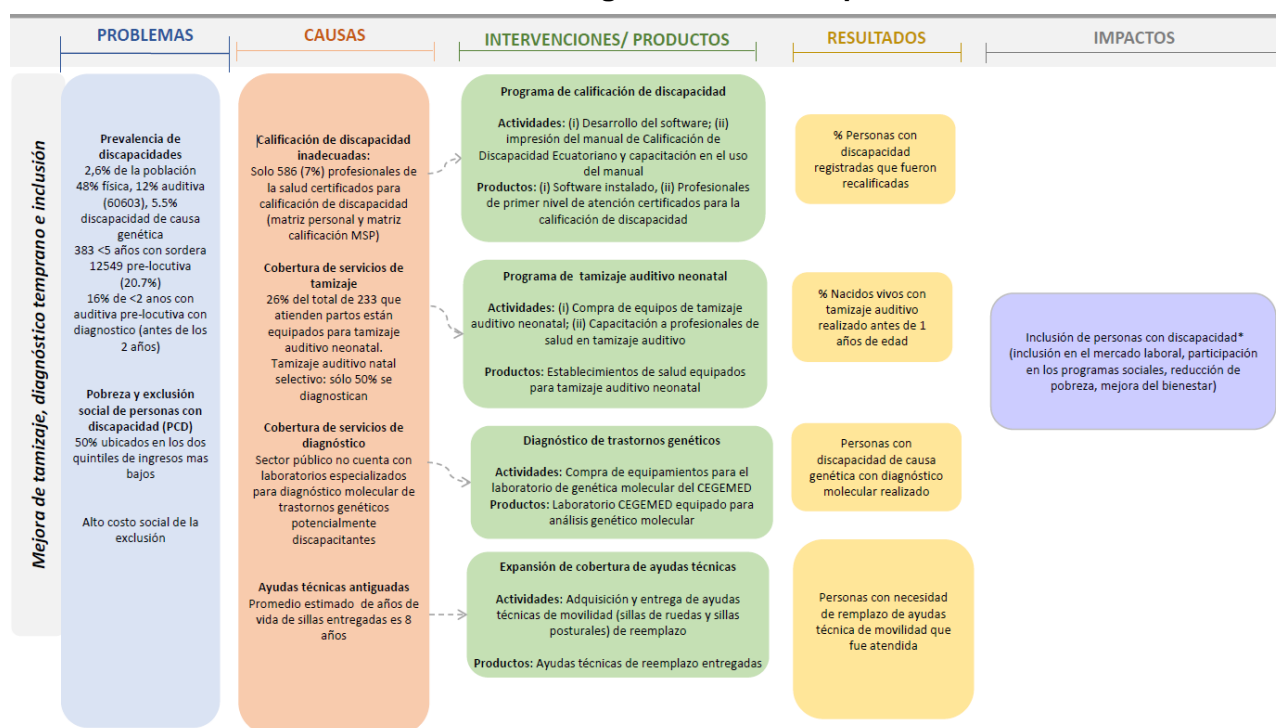 PROBLEMAS
CAUSAS
INTERVENCIONES/ PRODUCTOS
RESULTADOS
IMPACTOS
Mejora de tamizaje, diagnóstico temprano e inclusión
Prevalencia de
discapacidades
2,6% de la población
48% física, 12% auditiva
(60603), 5.5%
discapacidad de causa
genética
383 <5 años con sordera
12549 pre-locutiva
(20.7%)
16% de <2 anos con
auditiva pre-locutiva con
diagnostico (antes de los
2 años)
Pobreza y exclusión
social de personas con
discapacidad (PCD)
50% ubicados en los dos
quintiles de ingresos mas
bajos
Alto costo social de la
exclusión
Calificación de discapacidad
inadecuadas:
Solo 586 (7%) profesionales de
la salud certificados para
calificación de discapacidad
(matriz personal y matriz
calificación MSP)
Cobertura de servicios de
tamizaje
26% del total de 233 que
atienden partos están
equipados para tamizaje
auditivo neonatal.
Tamizaje auditivo natal
selectivo: sólo 50% se
diagnostican
Cobertura de servicios de
diagnóstico
Sector público no cuenta con
laboratorios especializados
para diagnóstico molecular de
trastornos genéticos
potencialmente
discapacitantes
Ayudas técnicas antiguadas
Promedio estimado de años de
vida de sillas entregadas es 8
años
Programa de calificación de discapacidad
Actividades: (i) Desarrollo del software; (ii)
impresión del manual de Calificación de
Discapacidad Ecuatoriano y capacitación en el uso
del manual
Productos: (i) Software instalado, (ii) Profesionales
de primer nivel de atención certificados para la
calificación de discapacidad
Programa de tamizaje auditivo neonatal
Actividades: (i) Compra de equipos de tamizaje
auditivo neonatal; (ii) Capacitación a profesionales de
salud en tamizaje auditivo
Productos: Establecimientos de salud equipados
para tamizaje auditivo neonatal
Diagnóstico de trastornos genéticos
Actividades: Compra de equipamientos para el
laboratorio de genética molecular del CEGEMED
Productos: Laboratorio CEGEMED equipado para
análisis genético molecular
Expansión de cobertura de ayudas técnicas
Actividades: Adquisición y entrega de ayudas
técnicas de movilidad (sillas de ruedas y sillas
posturales) de reemplazo
Productos: Ayudas técnicas de reemplazo entregadas
% Personas con
discapacidad
registradas que fueron
recalificadas
% Nacidos vivos con
tamizaje auditivo
realizado antes de 1
años de edad
Personas con
discapacidad de causa
genética con diagnóstico
molecular realizado
Personas con necesidad
de remplazo de ayudas
técnica de movilidad que
fue atendida
Inclusión de personas con discapacidad*
(inclusión en el mercado laboral, participación
en los programas sociales, reducción de
pobreza, mejora del bienestar)